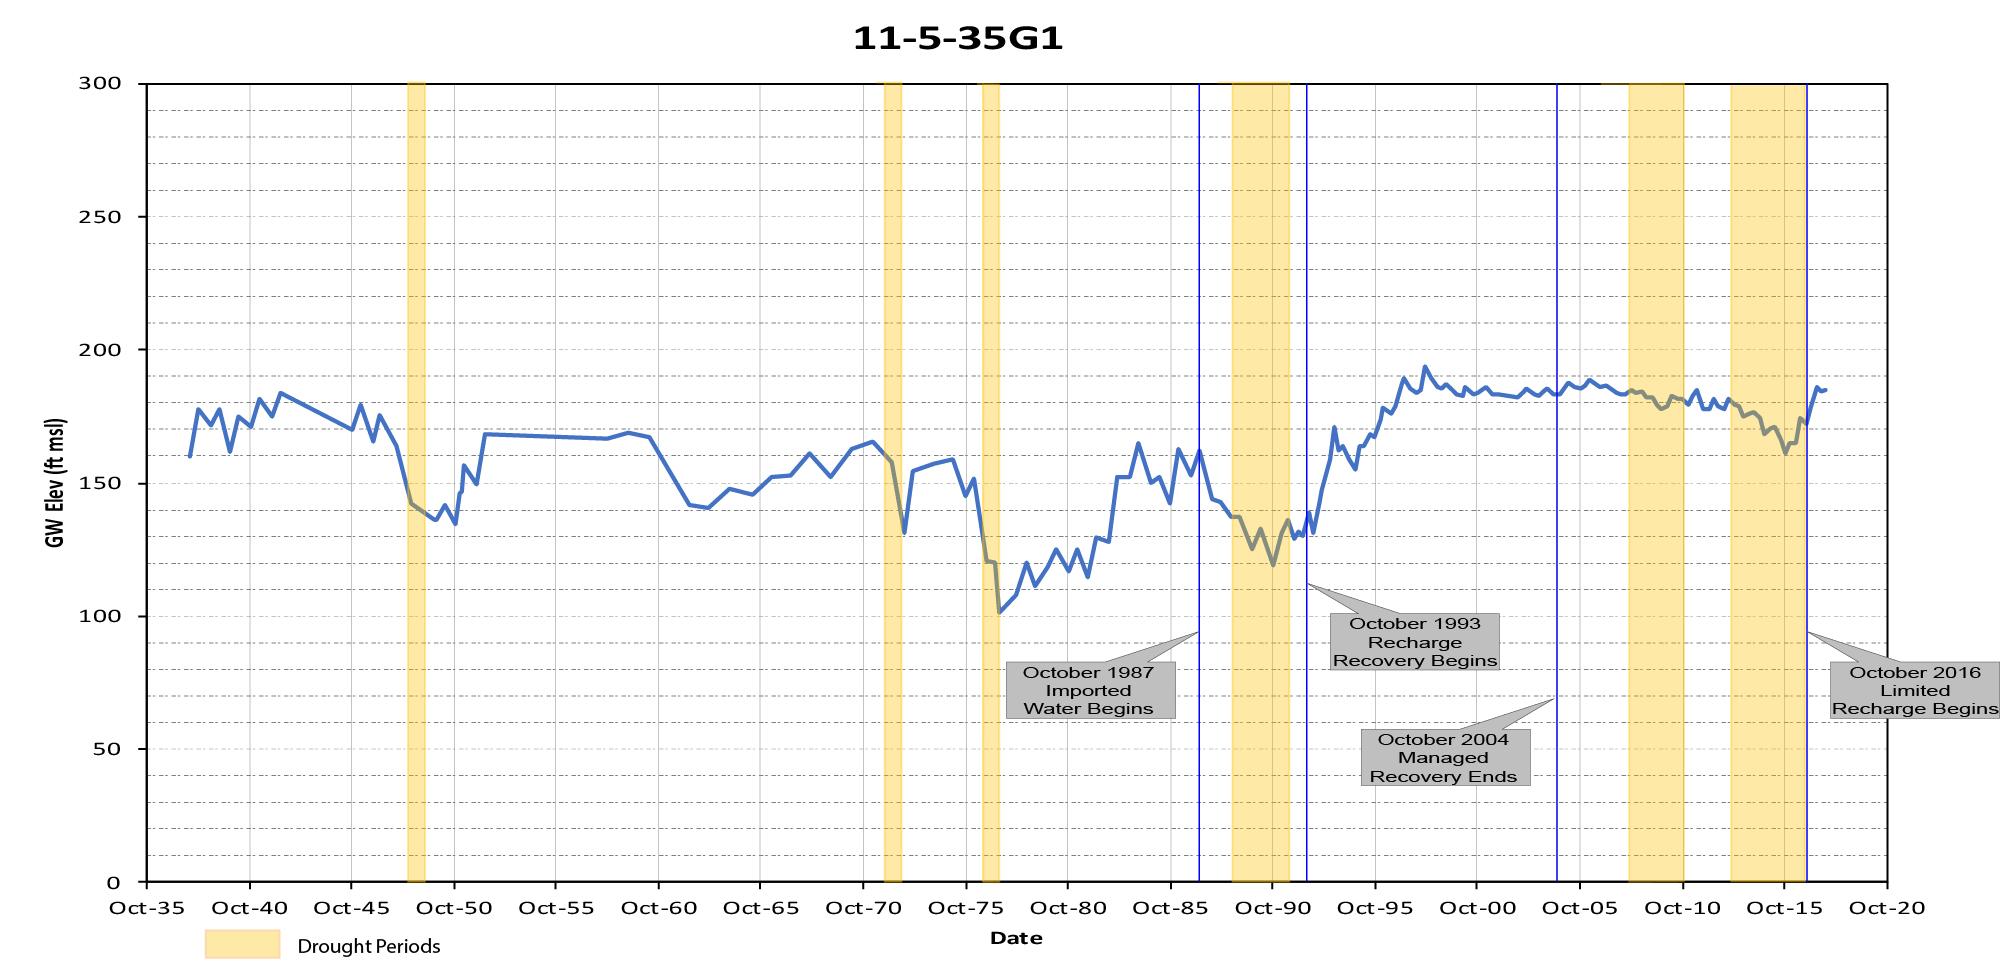 11-5-35G1
300
250
200
150
100
50
0
GW Elev (ft msl)
October 1987
Imported
Water Begins
October 1993
Recharge
Recovery Begins
October 2004
Managed
Recovery Ends
October 2016
Limited
Recharge Begins
Oct-35 Oct-40 Oct-45 Oct-50 Oct-55 Oct-60 Oct-65 Oct-70 Oct-75 Oct-80 Oct-85 Oct-90 Oct-95 Oct-00 Oct-05 Oct-10 Oct-15 Oct-20
Date
Drought Periods